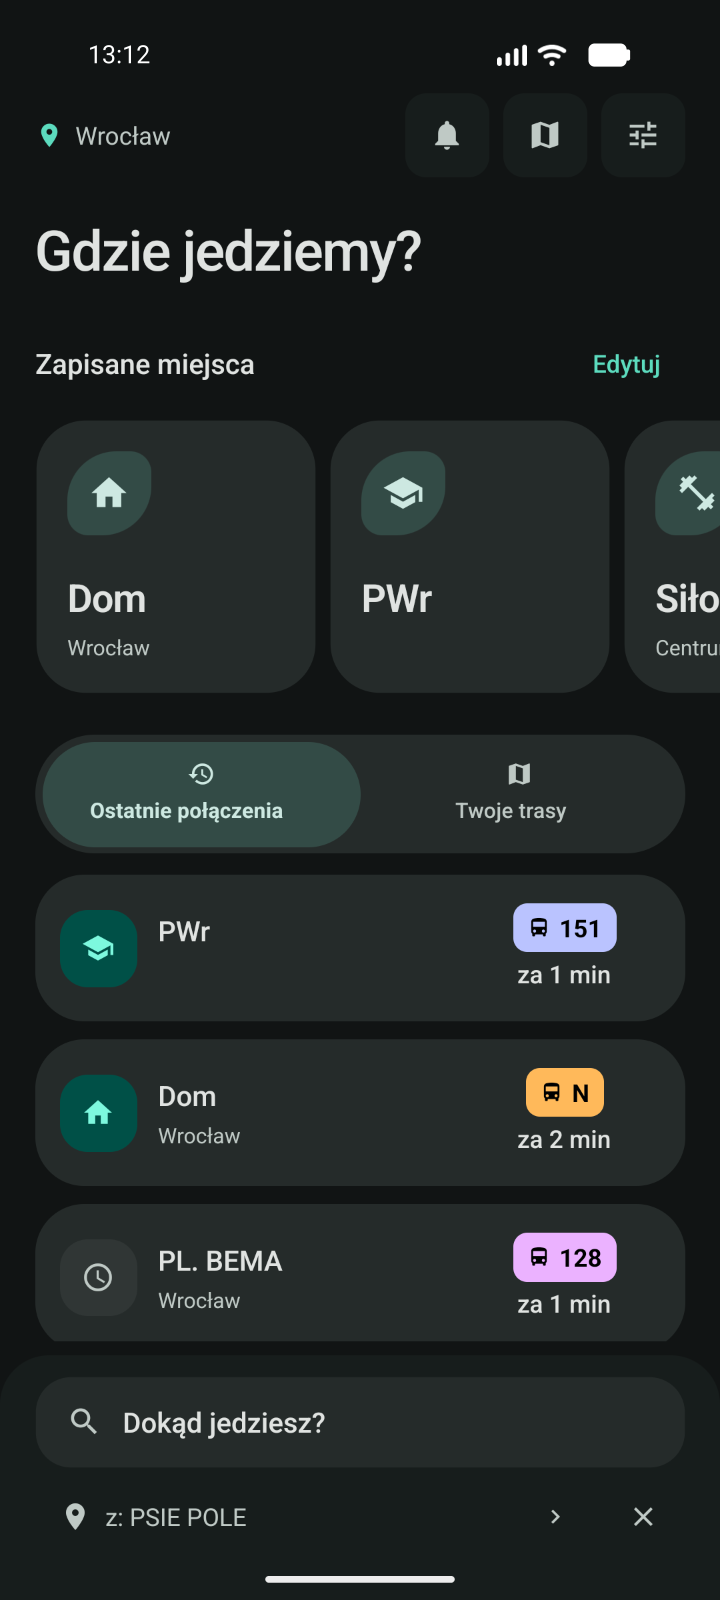 13:12
Wrocław
Gdzie jedziemy?
Zapisane miejsca
Edytuj
Dom
Wrocław
PWr
Siło
Centru
Ostatnie połączenia
Twoje trasy
PWr
151
za 1 min
Dom
Wrocław
N
za 2 min
PL. BEMA
Wrocław
128
za 1 min
Dokąd jedziesz?
z: PSIE POLE